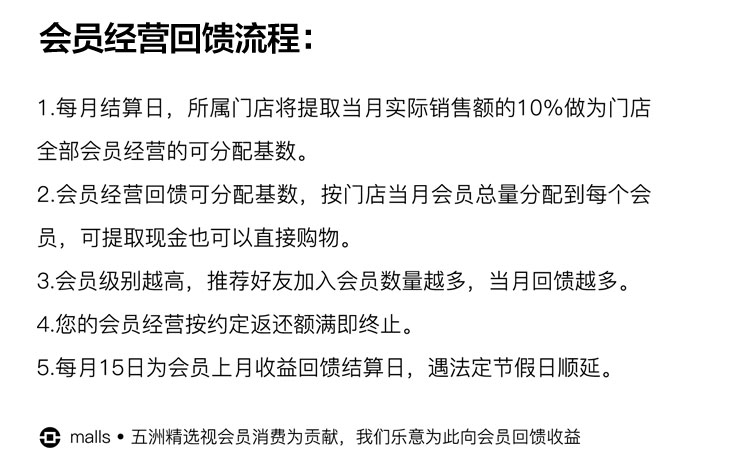 会员经营回馈流程：
1.每月结算日，所属门店将提取当月实际销售额的10%做为门店
全部会员经营的可分配基数。
2.会员经营回馈可分配基数，按门店当月会员总量分配到每个会
员，可提取现金也可以直接购物。
3.会员级别越高，推荐好友加入会员数量越多，当月回馈越多。
4.您的会员经营按约定返还额满即终止。
5.每月15日为会员上月收益回馈结算日，遇法定节假日顺延。
malls • 五洲精选视会员消费为贡献，我们乐意为此向会员回馈收益